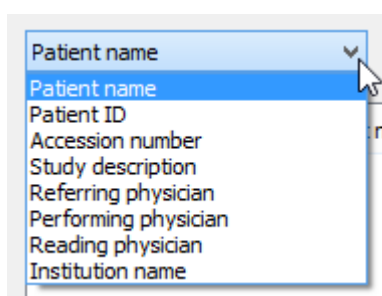 Patient name
Patient name
Patient ID
Accession number
Study description
Referring physician
Performing physician
Reading physician
Institution name